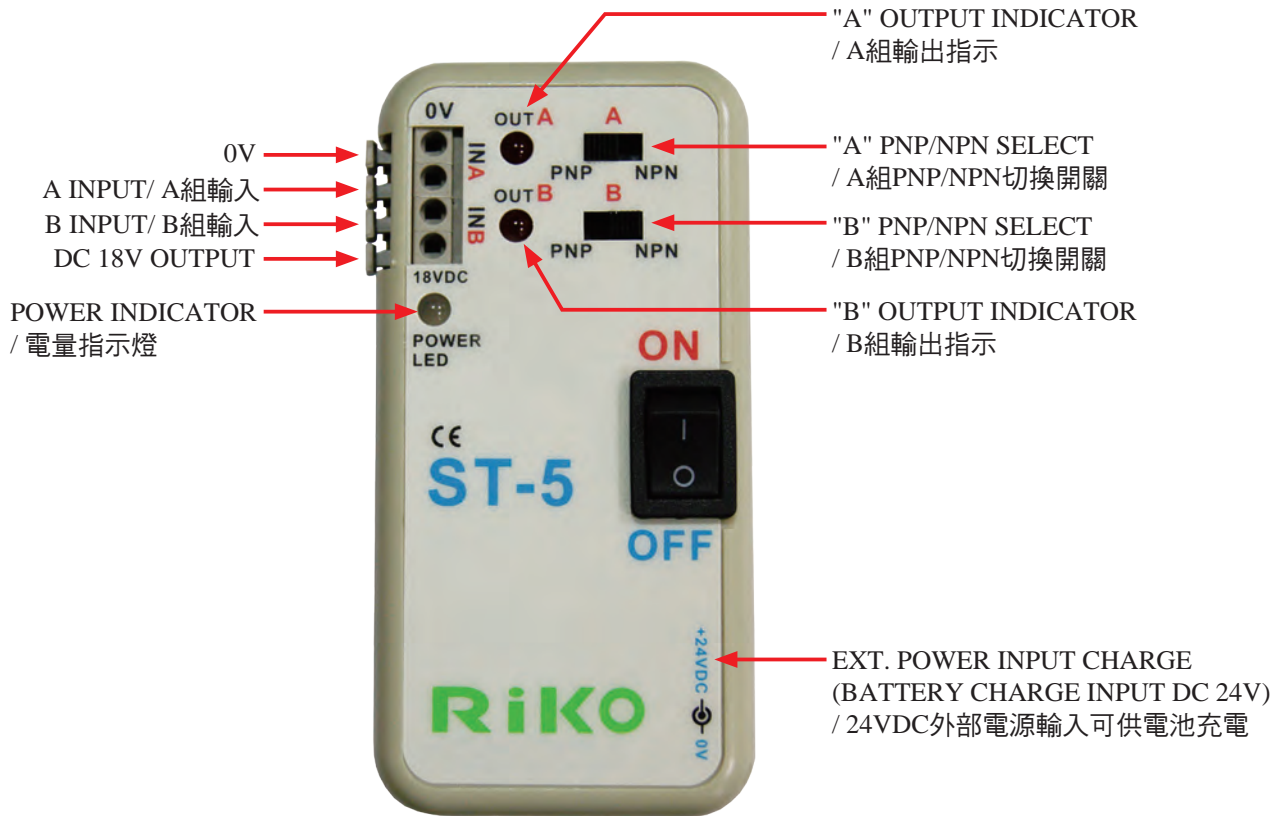 "A" OUTPUT INDICATOR
/ A組輸出指示
0V
A INPUT/ A組輸入
B INPUT/ B組輸入
DC 18V OUTPUT
POWER INDICATOR
/ 電量指示燈
0V
OUT A
A
INA
PNP NPN
OUT B
B
INB
PNP NPN
18VDC
POWER
LED
"A" PNP/NPN SELECT
/ A組PNP/NPN切換開關
"B" PNP/NPN SELECT
/ B組PNP/NPN切換開關
"B" OUTPUT INDICATOR
/ B組輸出指示
ON
CE
ST-5
OFF
+24VDC
0V
RiKO
EXT. POWER INPUT CHARGE
(BATTERY CHARGE INPUT DC 24V)
/ 24VDC外部電源輸入可供電池充電